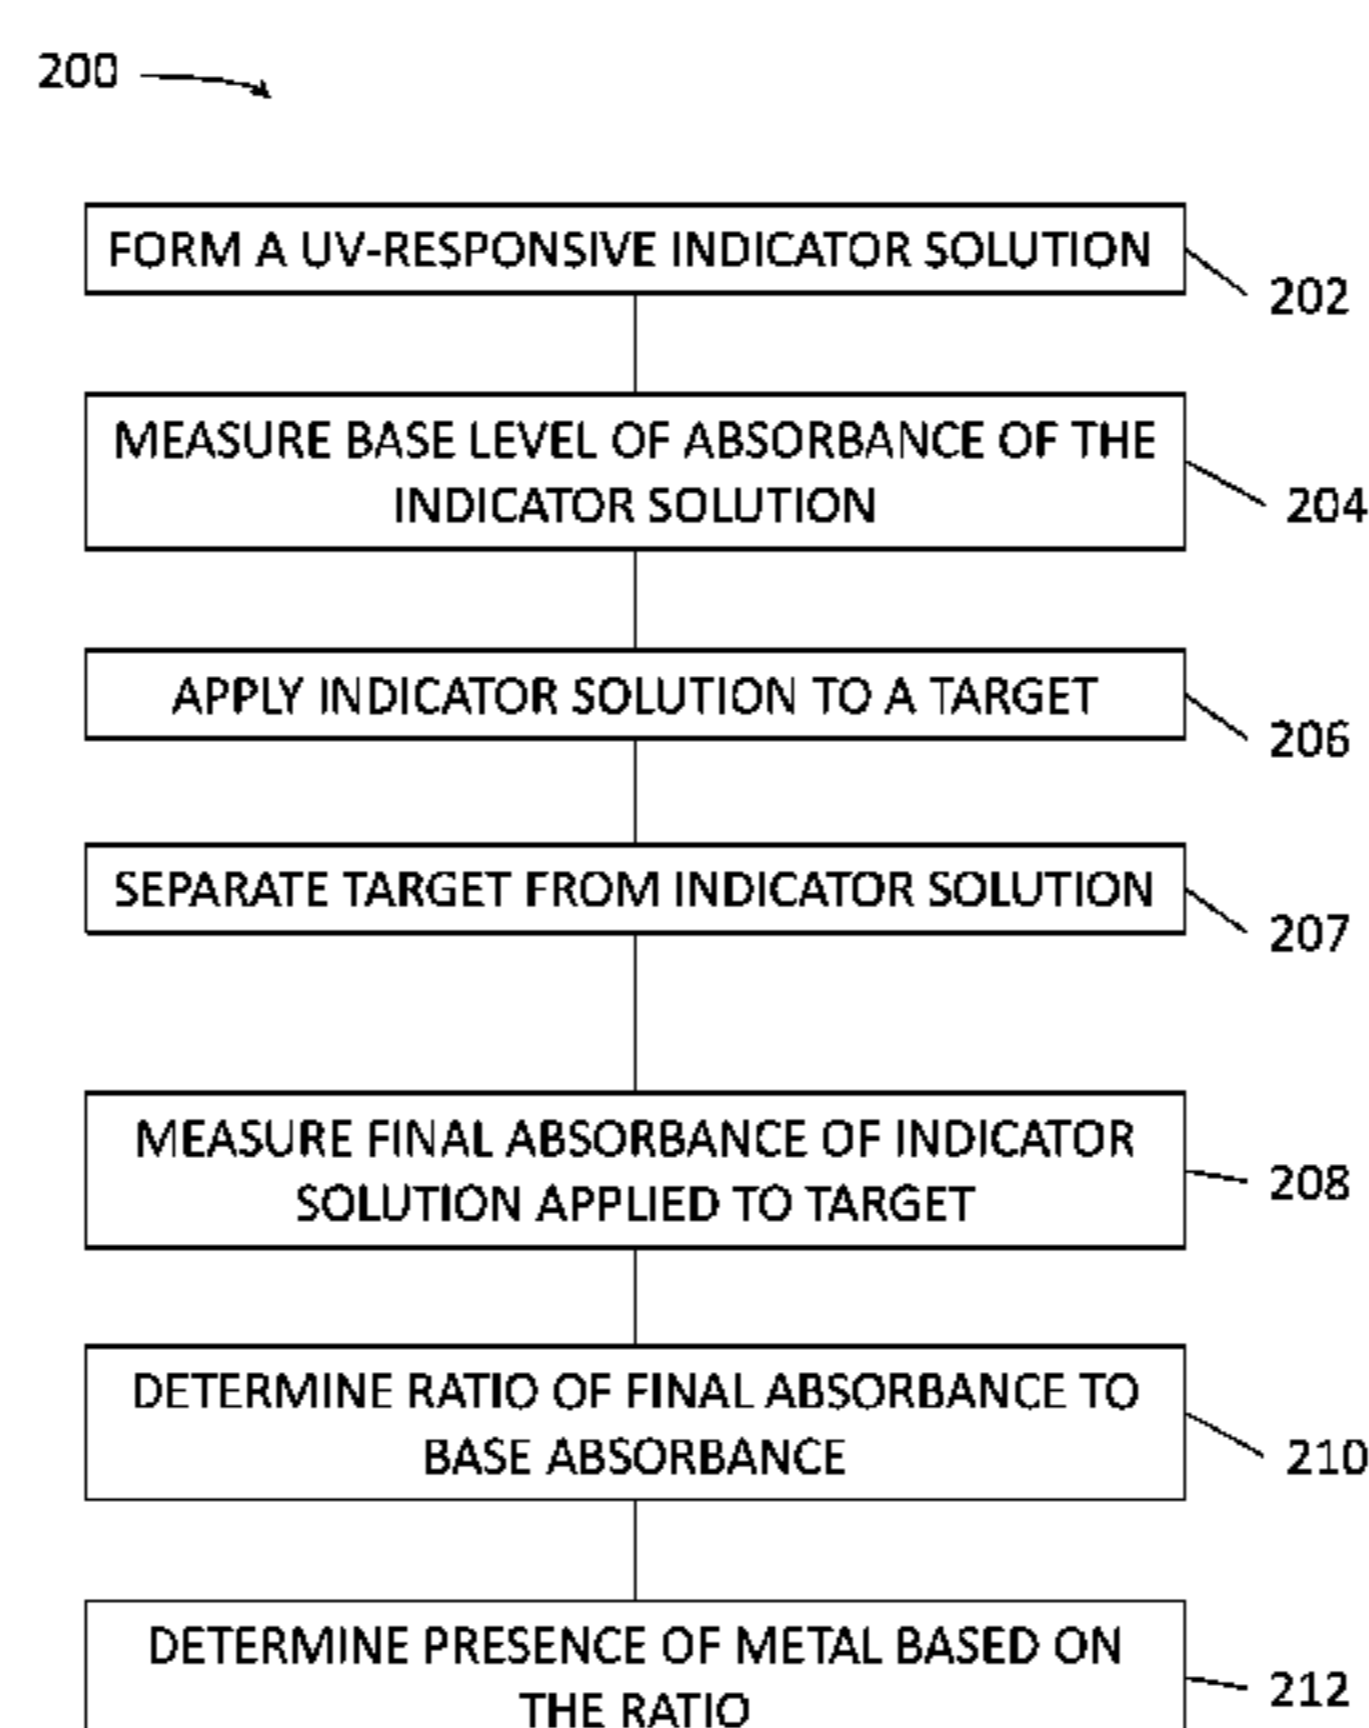 200
FORM A UV-RESPONSIVE INDICATOR SOLUTION
202
MEASURE BASE LEVEL OF ABSORBANCE OF THE
INDICATOR SOLUTION
204
APPLY INDICATOR SOLUTION TO A TARGET
206
SEPARATE TARGET FROM INDICATOR SOLUTION
207
MEASURE FINAL ABSORBANCE OF INDICATOR
SOLUTION APPLIED TO TARGET
208
DETERMINE RATIO OF FINAL ABSORBANCE TO
BASE ABSORBANCE
210
DETERMINE PRESENCE OF METAL BASED ON
THE RATIO
212